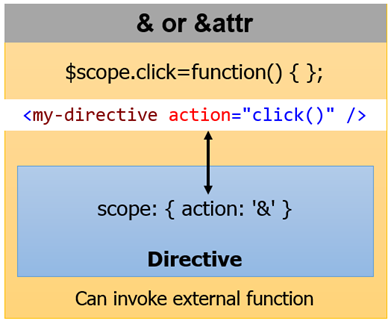 & or &attr
$scope.click=function() { };
<my-directive action="click()" />
scope: { action: '&' }
Directive
Can invoke external function